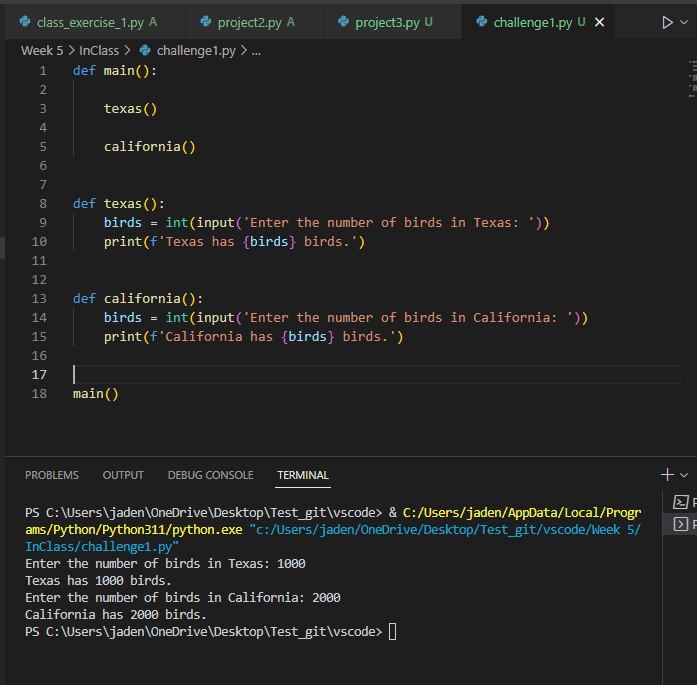 class_exercise_1.py A project2.py A project3.py U challenge1.py U
Week 5 > InClass > challenge1.py > ...
1 def main():
2
3 texas()
4
5 california()
6
7
8 def texas():
9 birds = int(input('Enter the number of birds in Texas: '))
10 print(f'Texas has {birds} birds.')
11
12
13 def california():
14 birds = int(input('Enter the number of birds in California: '))
15 print(f'California has {birds} birds.')
16
17
18 main()
PROBLEMS OUTPUT DEBUG CONSOLE TERMINAL
PS C:\Users\jaden\OneDrive\Desktop\Test_git\vscode> & C:/Users/jaden/AppData/Local/Progr
ams/Python/Python311/python.exe "c:/Users/jaden/OneDrive/Desktop/Test_git/vscode/Week 5/
InClass/challenge1.py"
Enter the number of birds in Texas: 1000
Texas has 1000 birds.
Enter the number of birds in California: 2000
California has 2000 birds.
PS C:\Users\jaden\OneDrive\Desktop\Test_git\vscode>